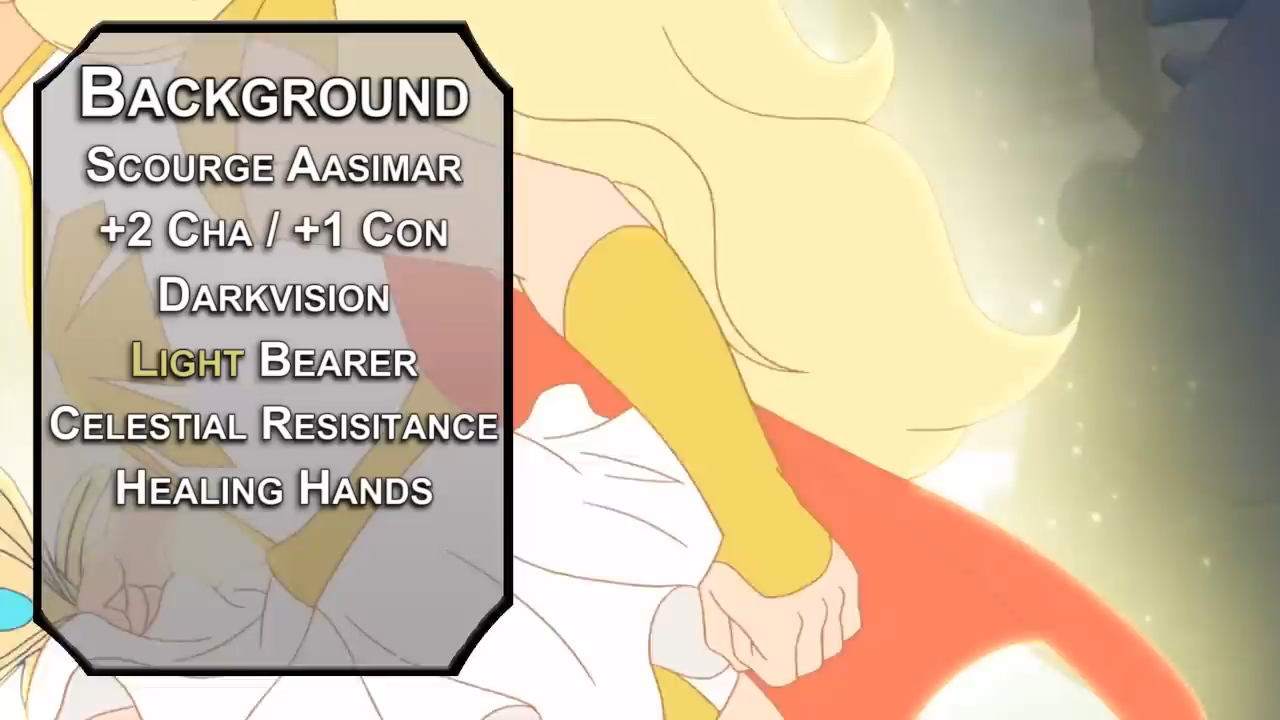 Background
Scourge Aasimar
+2 Cha / +1 Con
Darkvision
Light Bearer
Celestial Resisitance
Healing Hands